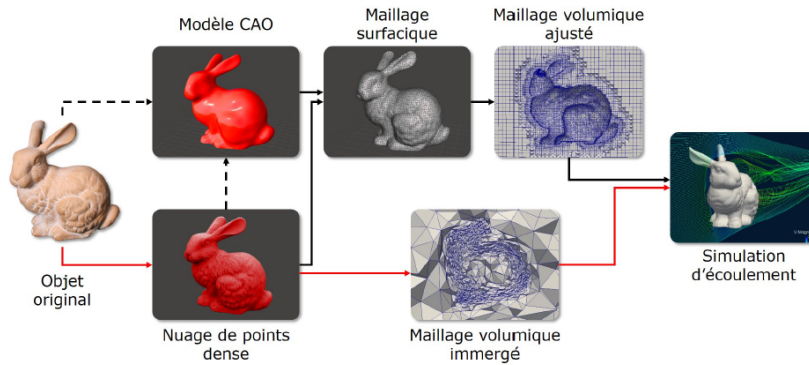 Modèle CAO
Maillage
surfacique
Maillage volumique
ajusté
Objet
original
Nuage de points
dense
Maillage volumique
immergé
Simulation
d'écoulement